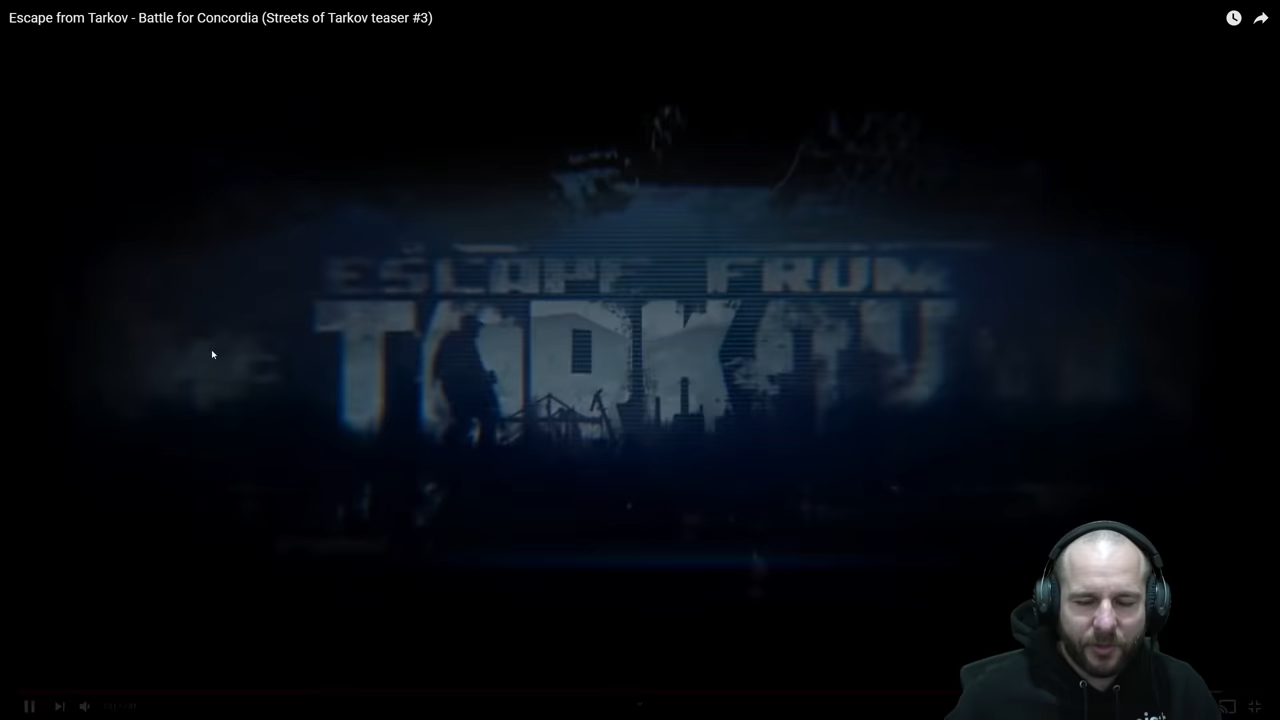 Escape from Tarkov - Battle for Concordia (Streets of Tarkov teaser #3)
ESCAPE FROM
TARKOV